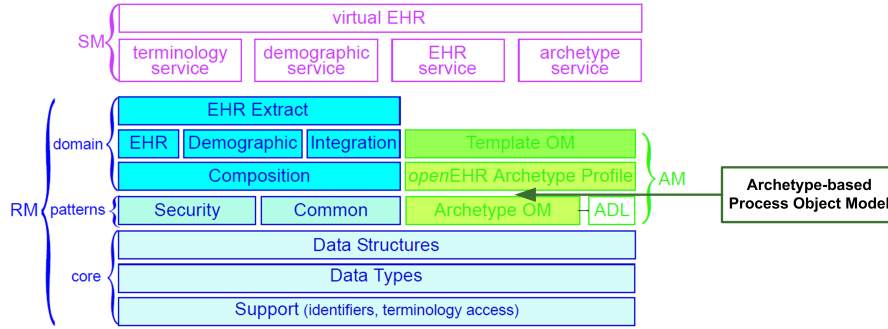 virtual EHR
SM
terminology
service
demographic
service
EHR
service
archetype
service
EHR Extract
domain
EHR
Demographic
Integration
Template OM
Composition
openEHR Archetype Profile
AM
Archetype-based
Process Object Model
RM
patterns
Security
Common
Archetype OM
ADL
Data Structures
core
Data Types
Support (identifiers, terminology access)